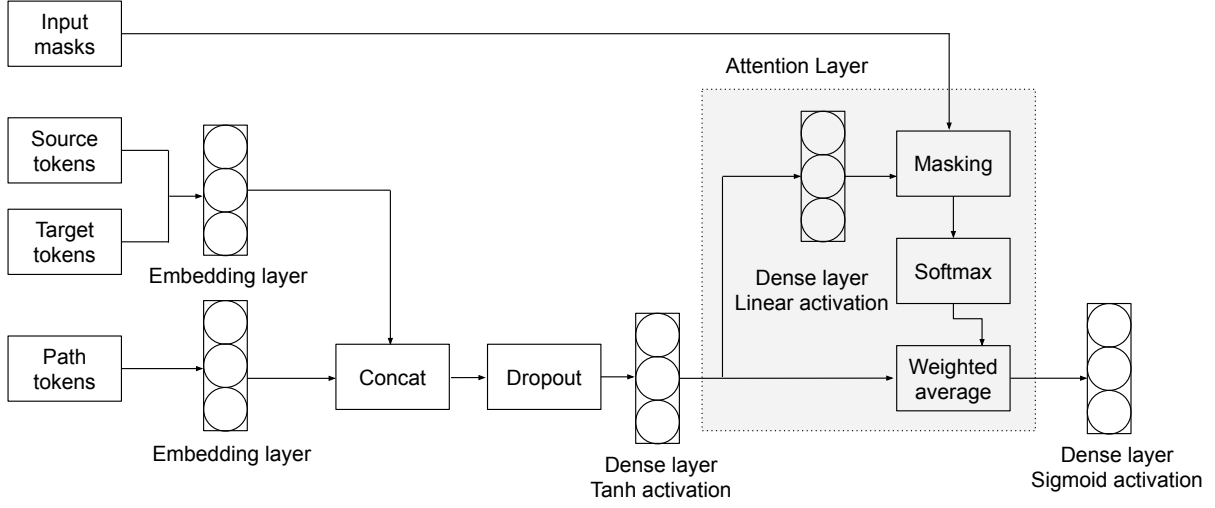 Input
masks
Attention Layer
Source
tokens
Masking
Target
tokens
Embedding layer
Softmax
Dense layer
Linear activation
Path
tokens
Concat
Dropout
Weighted
average
Embedding layer
Dense layer
Tanh activation
Dense layer
Sigmoid activation